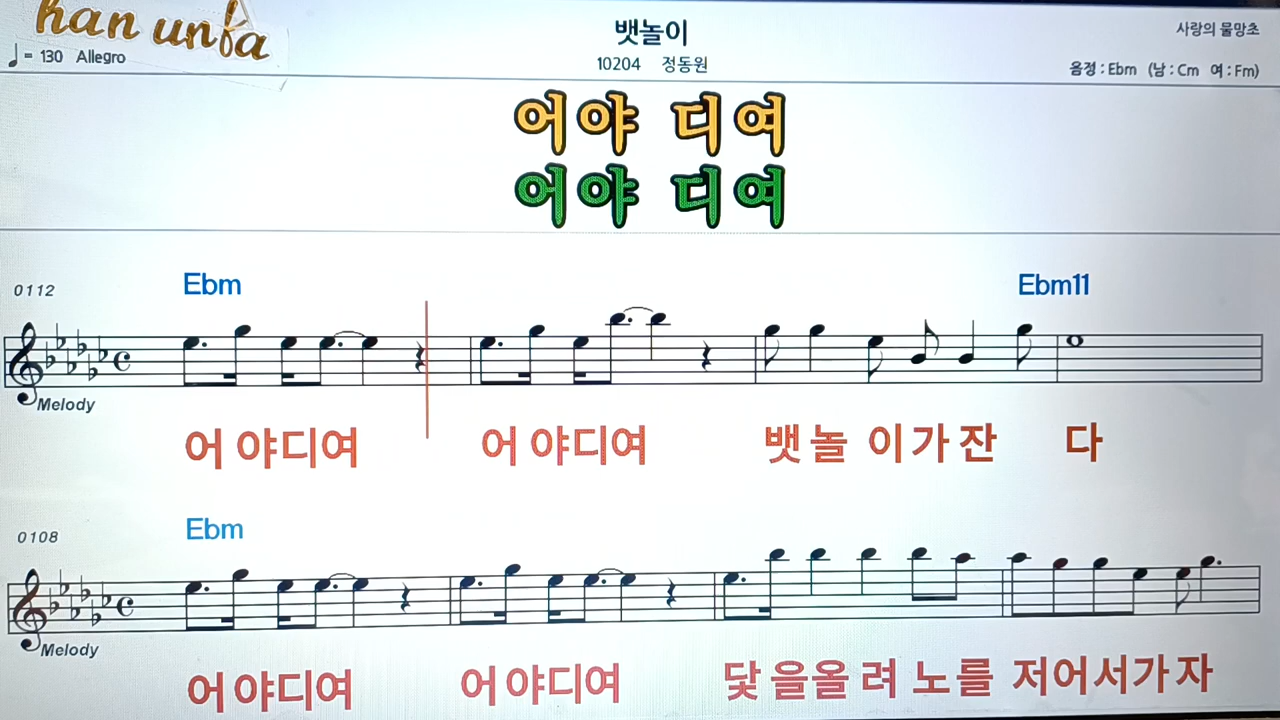 han unfa
뱃놀이
사랑의 물망초
♩= 130 Allegro
10204 정동원
음정 : Ebm (남 : Cm 여 : Fm)
어야 디여
어야 디여
Ebm Ebm11
0112
Melody
어 야디여 어 야디여 뱃 놀 이 가 잔 다
Ebm
0108
Melody
어 야디여 어 야디여 닻 을올 려 노 를 저어서가 자